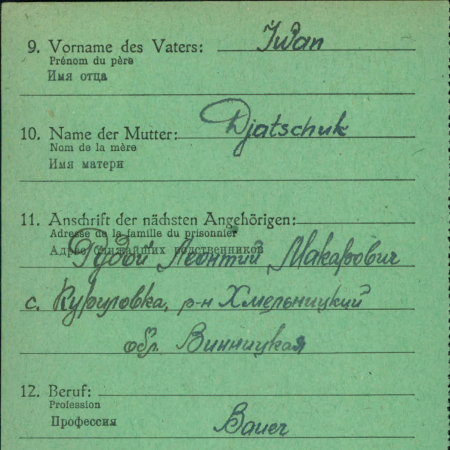 9. Vorname des Vaters: Iwan
Prénom du père
Имя отца
10. Name der Mutter: Djatschuk
Nom de la mère
Имя матери
11. Anschrift der nächsten Angehörigen:
Adresse de la famille du prisonnier
Адрес ближайших родственников
Рудой Леонтий Макарович
с. Куриловка, р-н Хмельницкий
обл. Винницкая
12. Beruf:
Profession
Профессия
Bauer